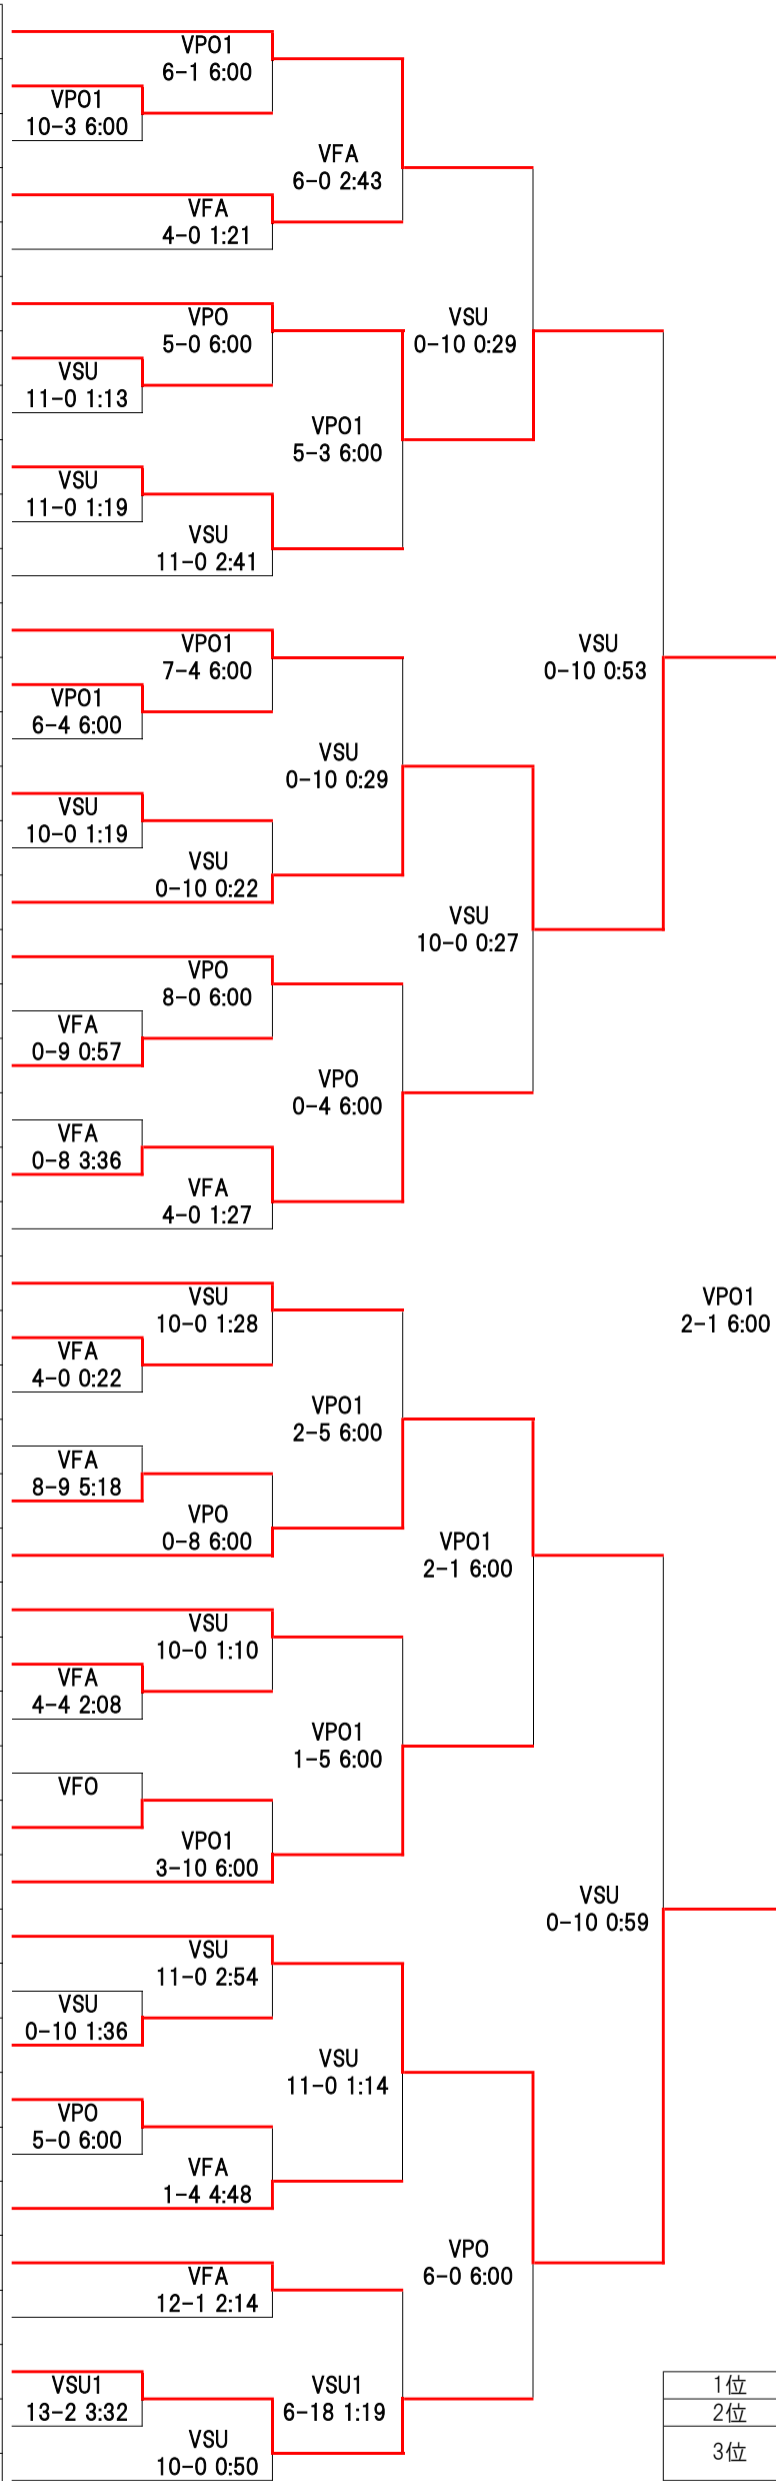 VPO1
6-1 6:00
VPO1
10-3 6:00
VFA
6-0 2:43
VFA
4-0 1:21
VPO
5-0 6:00
VSU
0-10 0:29
VSU
11-0 1:13
VPO1
5-3 6:00
VSU
11-0 1:19
VSU
11-0 2:41
VPO1
7-4 6:00
VSU
0-10 0:53
VPO1
6-4 6:00
VSU
0-10 0:29
VSU
10-0 1:19
VSU
0-10 0:22
VSU
10-0 0:27
VPO
8-0 6:00
VFA
0-9 0:57
VPO
0-4 6:00
VFA
0-8 3:36
VFA
4-0 1:27
VSU
10-0 1:28
VPO1
2-1 6:00
VFA
4-0 0:22
VPO1
2-5 6:00
VFA
8-9 5:18
VPO
0-8 6:00
VPO1
2-1 6:00
VSU
10-0 1:10
VFA
4-4 2:08
VPO1
1-5 6:00
VFO
VPO1
3-10 6:00
VSU
0-10 0:59
VSU
11-0 2:54
VSU
0-10 1:36
VSU
11-0 1:14
VPO
5-0 6:00
VFA
1-4 4:48
VPO
6-0 6:00
VFA
12-1 2:14
VSU1
13-2 3:32
VSU1
6-18 1:19
1位
2位
VSU
10-0 0:50
3位